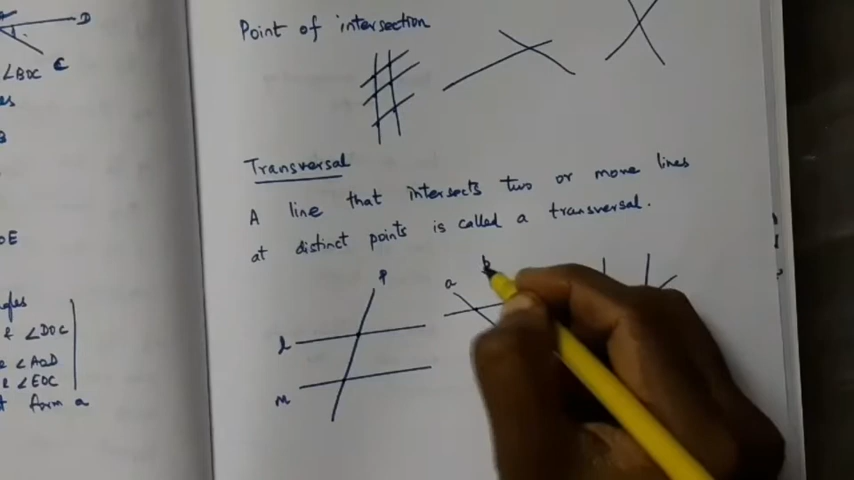 D
C
∠BOC
Point of intersection
Transversal
A line that intersects two or more lines
at distinct points is called a transversal.
P
a
b
l
m
∠DOC
∠AOD
∠EOC
form a